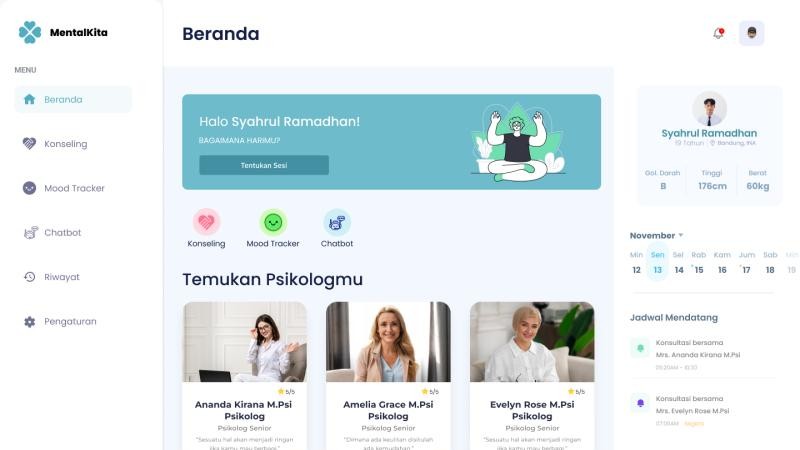 MentalKita
MENU
Beranda
Konseling
Mood Tracker
Chatbot
Riwayat
Pengaturan
Beranda
Halo Syahrul Ramadhan!
BAGAIMANA HARIMU?
Tentukan Sesi
Konseling
Mood Tracker
Chatbot
Temukan Psikologmu
5/5
Ananda Kirana M.Psi
Psikolog
Psikolog Senior
"Sesuatu hal akan menjadi ringan
jika kamu mau berbagi."
5/5
Amelia Grace M.Psi
Psikolog
Psikolog Senior
"Dimana ada keulitan disitulah
ada kemudahan."
5/5
Evelyn Rose M.Psi
Psikolog
Psikolog Senior
"Sesuatu hal akan menjadi ringan
jika kamu mau berbagi."
Syahrul Ramadhan
19 Tahun
Bandung, INA
Gol. Darah Tinggi Berat
B 176cm 60kg
November
Min Sen Sel Rab Kam Jum Sab Min
12 13 14 15 16 17 18 19
Jadwal Mendatang
Konsultasi bersama
Mrs. Ananda Kirana M.Psi
Konsultasi bersama
Mrs. Evelyn Rose M.Psi
07:00AM - Segera